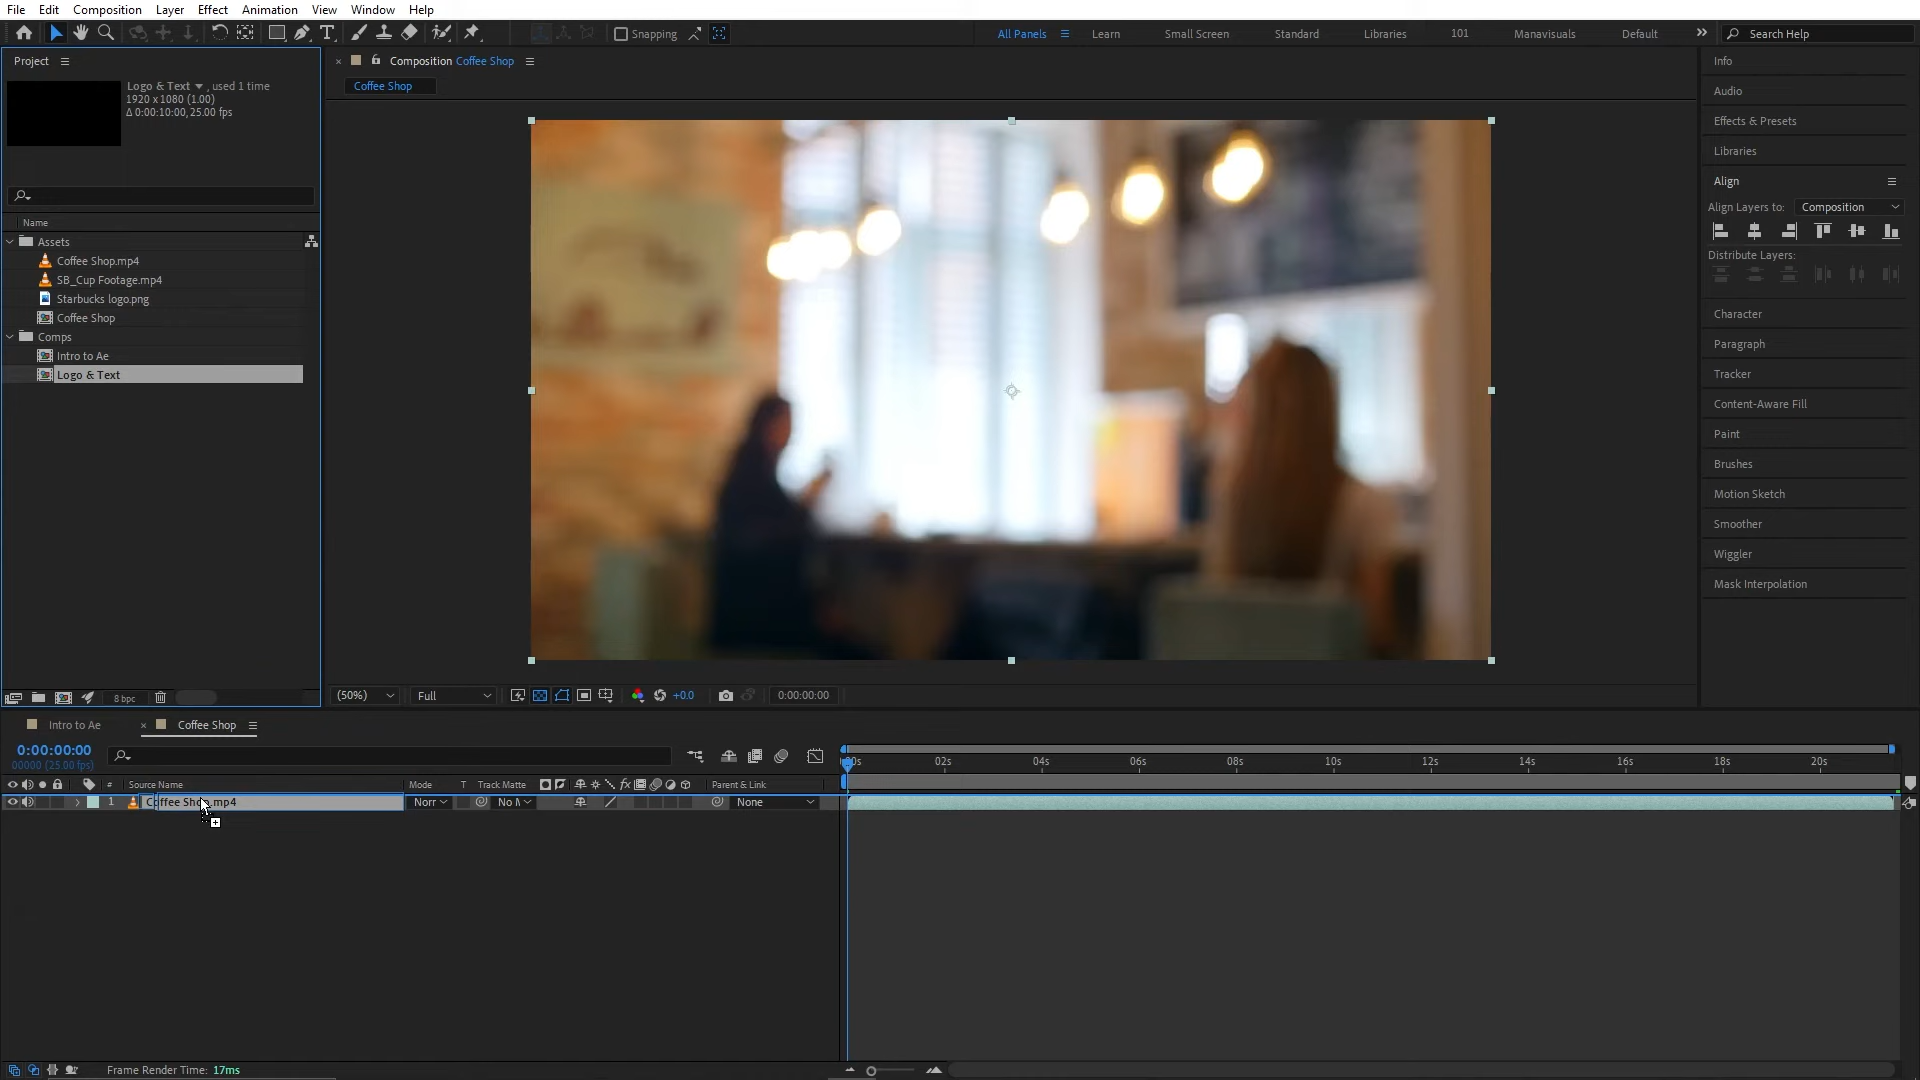 File Edit Composition Layer Effect Animation View Window Help
Snapping
All Panels Learn Small Screen Standard Libraries 101 Manavisuals Default Search Help
Project
Logo & Text , used 1 time
1920 x 1080 (1.00)
Δ 0:00:10:00, 25.00 fps
Name
Assets
Coffee Shop.mp4
SB_Cup Footage.mp4
Starbucks logo.png
Coffee Shop
Comps
Intro to Ae
Logo & Text
8 bpc
Composition Coffee Shop
Coffee Shop
(50%) Full +0.0 0:00:00:00
Info
Audio
Effects & Presets
Libraries
Align
Align Layers to: Composition
Distribute Layers:
Character
Paragraph
Tracker
Content-Aware Fill
Paint
Brushes
Motion Sketch
Smoother
Wiggler
Mask Interpolation
Intro to Ae Coffee Shop
0:00:00:00
00000 (25.00 fps)
# Source Name Mode T Track Matte Parent & Link
1 Coffee Shop.mp4 Norr No M None
00s 02s 04s 06s 08s 10s 12s 14s 16s 18s 20s
Frame Render Time: 17ms